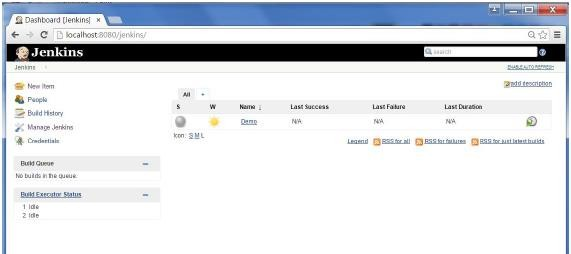 Dashboard [Jenkins]
localhost:8080/jenkins/
Jenkins
search
Jenkins
ENABLE AUTO REFRESH
New Item
People
Build History
Manage Jenkins
Credentials
add description
All +
S W Name ↓ Last Success Last Failure Last Duration
Demo N/A N/A N/A
Icon: S M L
Legend RSS for all RSS for failures RSS for just latest builds
Build Queue
No builds in the queue.
Build Executor Status
1 Idle
2 Idle